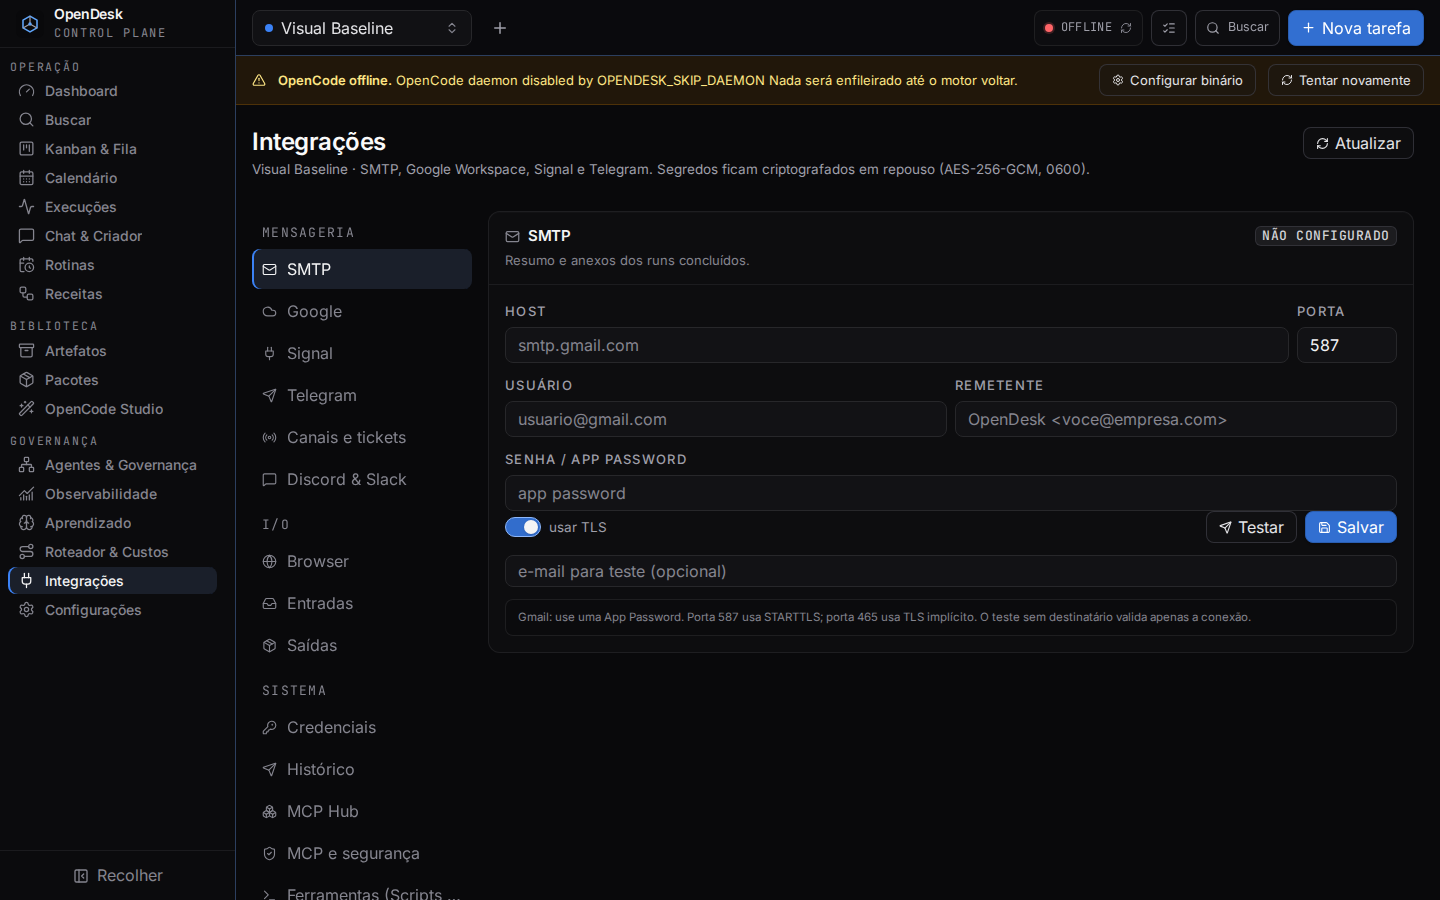 OpenDesk
CONTROL PLANE
OPERAÇÃO
Dashboard
Buscar
Kanban & Fila
Calendário
Execuções
Chat & Criador
Rotinas
Receitas
BIBLIOTECA
Artefatos
Pacotes
OpenCode Studio
GOVERNANÇA
Agentes & Governança
Observabilidade
Aprendizado
Roteador & Custos
Integrações
Configurações
Recolher
Visual Baseline
OFFLINE
Buscar
Nova tarefa
OpenCode offline. OpenCode daemon disabled by OPENDESK_SKIP_DAEMON Nada será enfileirado até o motor voltar.
Configurar binário
Tentar novamente
Integrações
Visual Baseline · SMTP, Google Workspace, Signal e Telegram. Segredos ficam criptografados em repouso (AES-256-GCM, 0600).
Atualizar
MENSAGERIA
SMTP
Google
Signal
Telegram
Canais e tickets
Discord & Slack
I/O
Browser
Entradas
Saídas
SISTEMA
Credenciais
Histórico
MCP Hub
MCP e segurança
Ferramentas (Scripts ...
SMTP
NÃO CONFIGURADO
Resumo e anexos dos runs concluídos.
HOST
PORTA
smtp.gmail.com
587
USUÁRIO
REMETENTE
usuario@gmail.com
OpenDesk <voce@empresa.com>
SENHA / APP PASSWORD
app password
usar TLS
Testar
Salvar
e-mail para teste (opcional)
Gmail: use uma App Password. Porta 587 usa STARTTLS; porta 465 usa TLS implícito. O teste sem destinatário valida apenas a conexão.